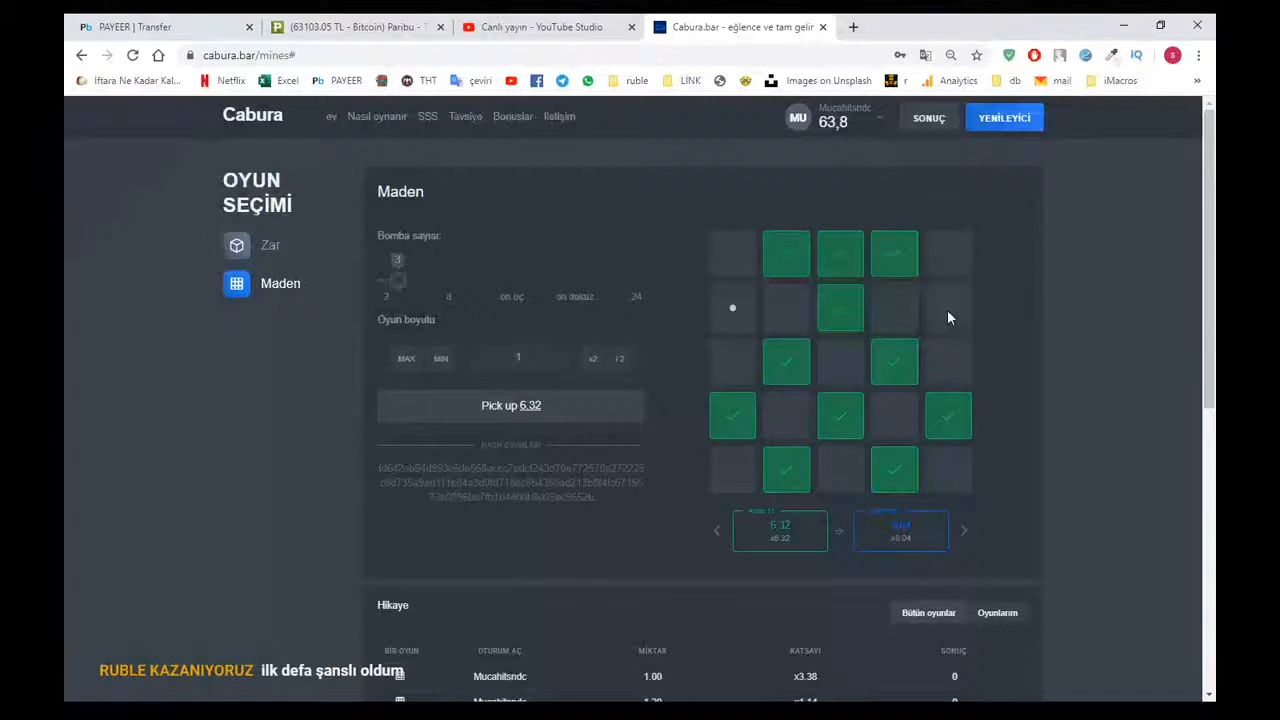 PAYEER | Transfer
(63103.05 TL - Bitcoin) Paribu - T
Canlı yayın - YouTube Studio
Cabura.bar - eğlence ve tam gelir
cabura.bar/mines#
İftara Ne Kadar Kal...
Netflix
Excel
PAYEER
THT
çeviri
ruble
LINK
Images on Unsplash
r
Analytics
db
mail
iMacros
Cabura
ev
Nasıl oynanır
SSS
Tavsiye
Bonuslar
İletişim
MU
Mucahitsndc
63,8
SONUÇ
YENİLEYİCİ
OYUN
SEÇİMİ
Zar
Maden
Maden
Bomba sayısı:
3
on üç
on dokuz
24
Oyun boyutu:
MAX
MIN
1
x2
/ 2
Pick up 6.32
6.32
x6.32
x8.04
Hikaye
Bütün oyunlar
Oyunlarım
BİR OYUN
OTURUM AÇ
MİKTAR
KATSAYI
SONUÇ
Mucahitsndc
1.00
x3.38
0
RUBLE KAZANIYORUZ ilk defa şanslı oldum